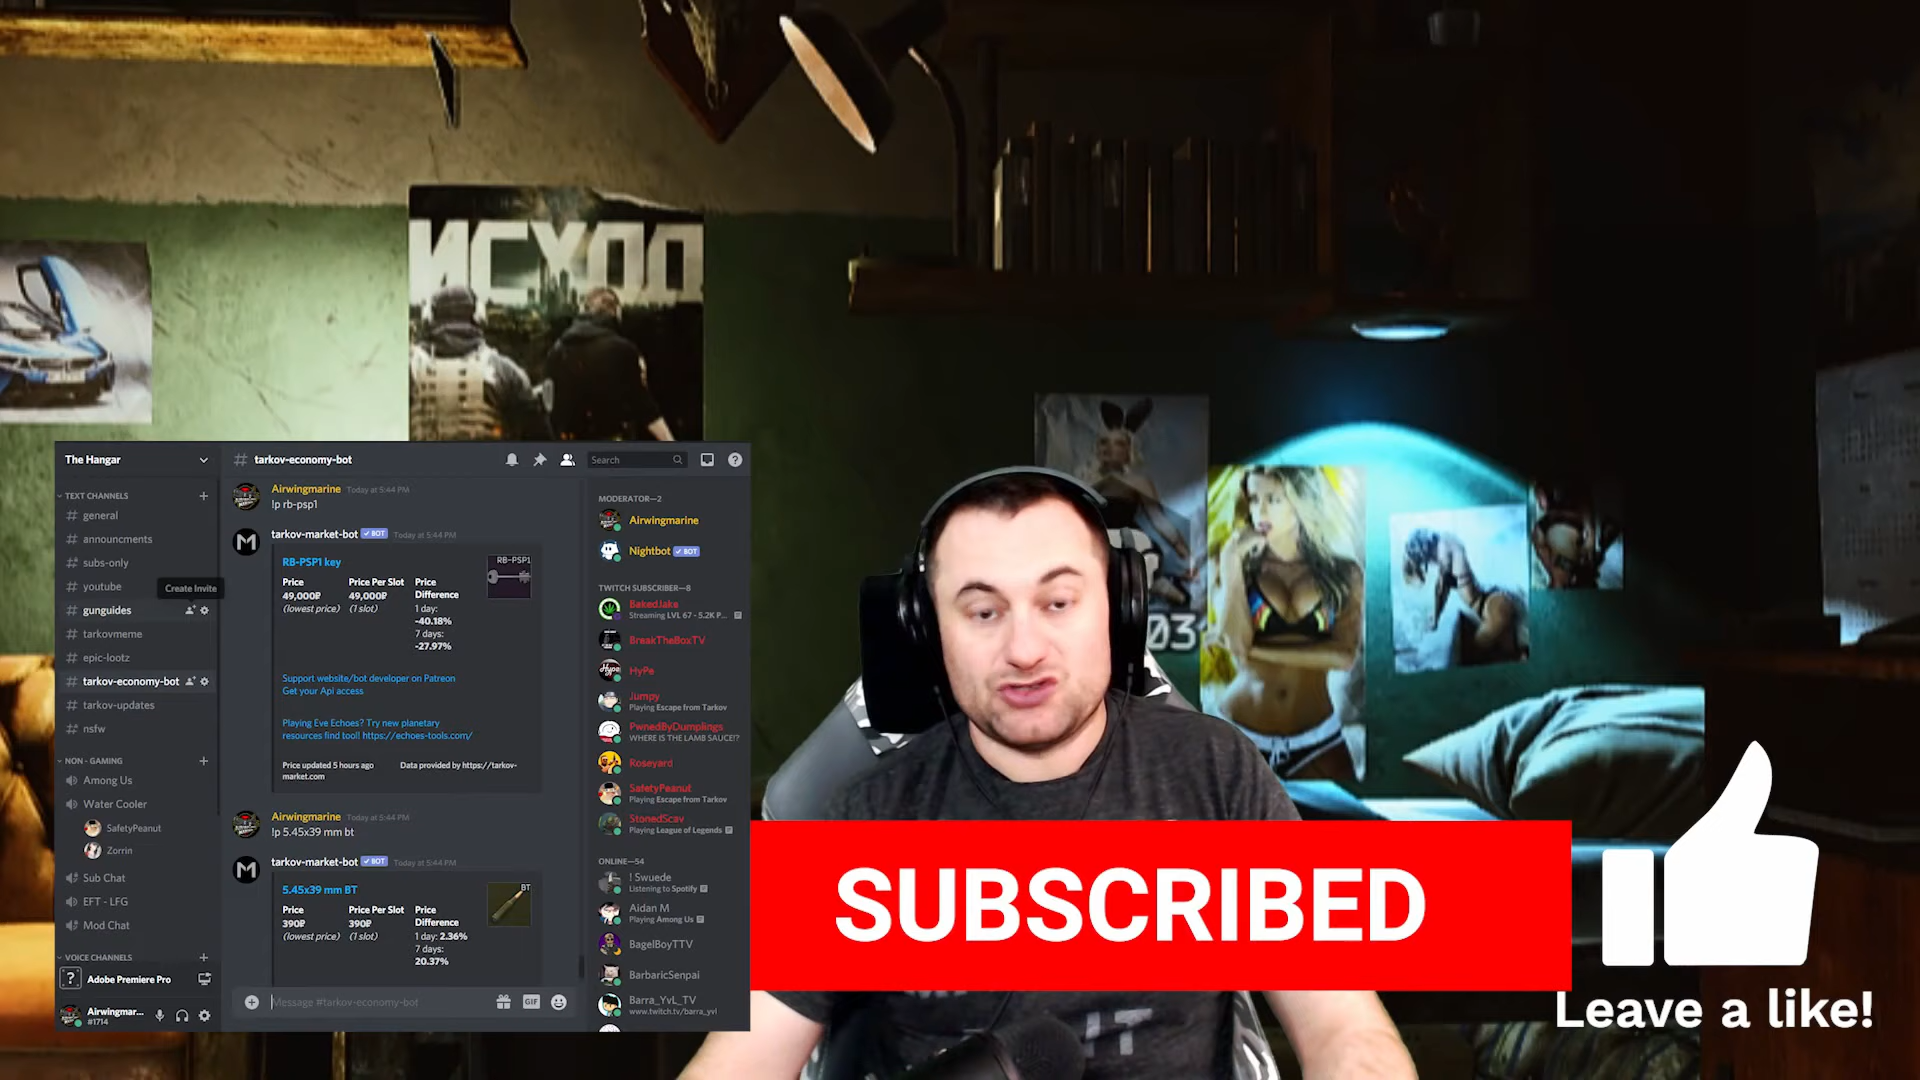 ИСХОД
03
The Hangar
TEXT CHANNELS
# general
# announcments
# subs-only
# youtube
Create Invite
# gunguides
# tarkovmeme
# epic-lootz
# tarkov-economy-bot
# tarkov-updates
# nsfw
NON - GAMING
Among Us
Water Cooler
SafetyPeanut
Zorrin
Sub Chat
EFT - LFG
Mod Chat
VOICE CHANNELS
? Adobe Premiere Pro
Airwingmar...
#1714
# tarkov-economy-bot
Search
Airwingmarine Today at 5:44 PM
!p rb-psp1
M tarkov-market-bot BOT Today at 5:44 PM
RB-PSP1 key
RB-PSP1
Price Price Per Slot Price Difference
49,000₽ 49,000₽ 1 day:
(lowest price) (1 slot) -40.18%
7 days:
-27.97%
Support website/bot developer on Patreon
Get your Api access
Playing Eve Echoes? Try new planetary
resources find tool! https://echoes-tools.com/
Price updated 5 hours ago Data provided by https://tarkov-
market.com
Airwingmarine Today at 5:44 PM
!p 5.45x39 mm bt
M tarkov-market-bot BOT Today at 5:44 PM
5.45x39 mm BT
BT
Price Price Per Slot Price Difference
390₽ 390₽ 1 day: 2.36%
(lowest price) (1 slot) 7 days:
20.37%
Message #tarkov-economy-bot
GIF
MODERATOR—2
Airwingmarine
Nightbot BOT
TWITCH SUBSCRIBER—8
BakedJake
Streaming LVL 67 - 5.2K P...
BreakTheBoxTV
HyPe
Jumpy
Playing Escape from Tarkov
PwnedByDumplings
WHERE IS THE LAMB SAUCE!?
Roseyard
SafetyPeanut
Playing Escape from Tarkov
StonedScav
Playing League of Legends
ONLINE—54
! Swuede
Listening to Spotify
Aidan M
Playing Among Us
BagelBoyTTV
BarbaricSenpai
Barra_YvL_TV
www.twitch.tv/barra_yvl
SUBSCRIBED
Leave a like!